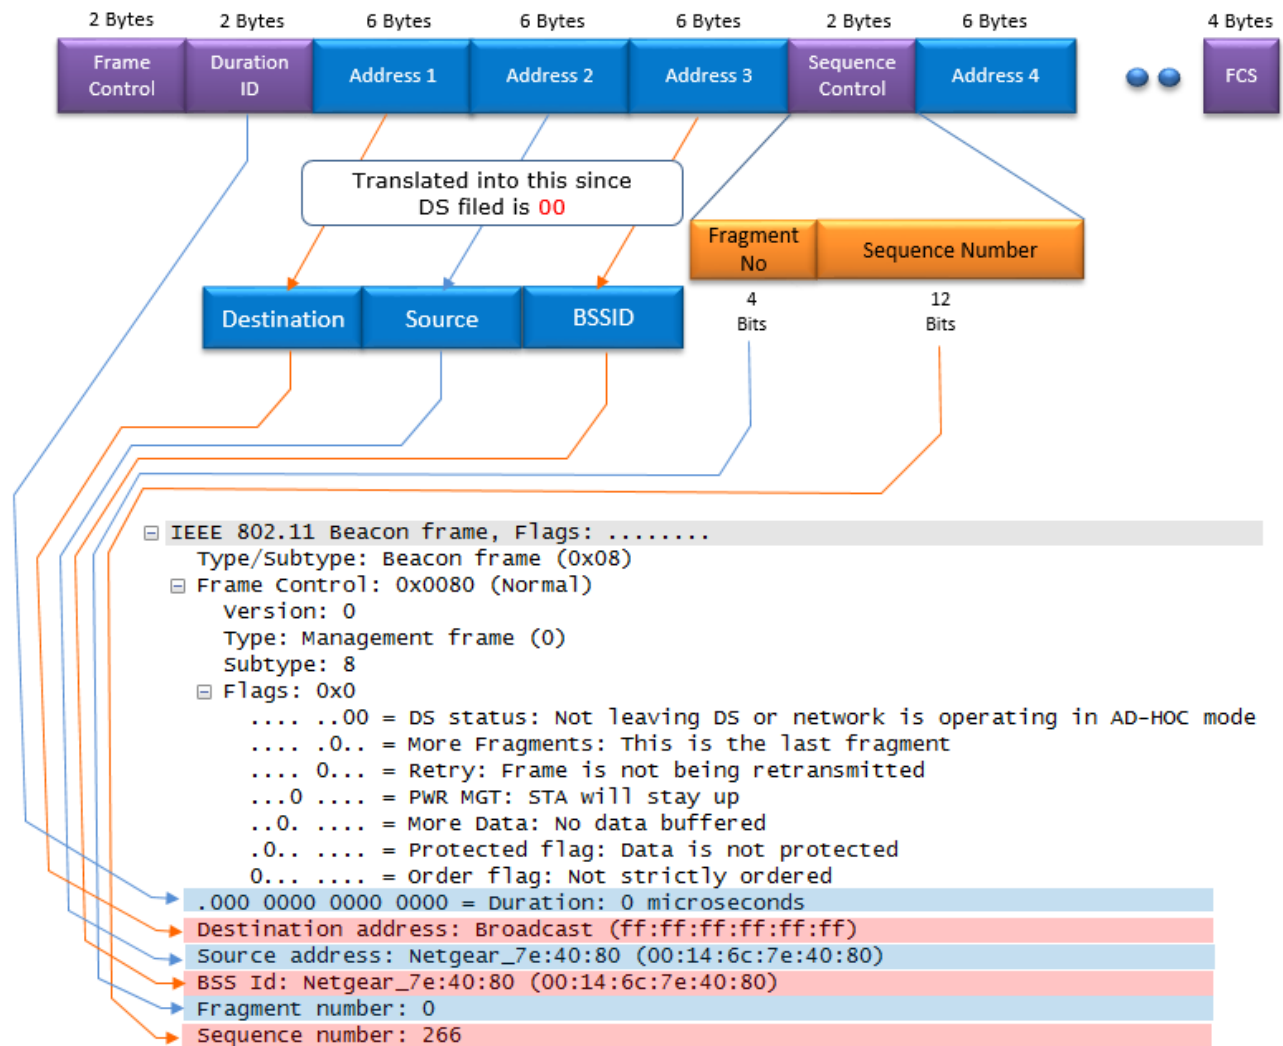 2 Bytes 2 Bytes 6 Bytes 6 Bytes 6 Bytes 2 Bytes 6 Bytes 4 Bytes
Frame Control
Duration ID
Address 1
Address 2
Address 3
Sequence Control
Address 4
FCS
Translated into this since
DS filed is 00
Fragment No
Sequence Number
4 Bits
12 Bits
Destination
Source
BSSID
IEEE 802.11 Beacon frame, Flags: ........
Type/Subtype: Beacon frame (0x08)
Frame Control: 0x0080 (Normal)
Version: 0
Type: Management frame (0)
Subtype: 8
Flags: 0x0
.... ..00 = DS status: Not leaving DS or network is operating in AD-HOC mode
.... .0.. = More Fragments: This is the last fragment
.... 0... = Retry: Frame is not being retransmitted
...0 .... = PWR MGT: STA will stay up
..0. .... = More Data: No data buffered
.0.. .... = Protected flag: Data is not protected
0... .... = Order flag: Not strictly ordered
.000 0000 0000 0000 = Duration: 0 microseconds
Destination address: Broadcast (ff:ff:ff:ff:ff:ff)
Source address: Netgear_7e:40:80 (00:14:6c:7e:40:80)
BSS Id: Netgear_7e:40:80 (00:14:6c:7e:40:80)
Fragment number: 0
Sequence number: 266